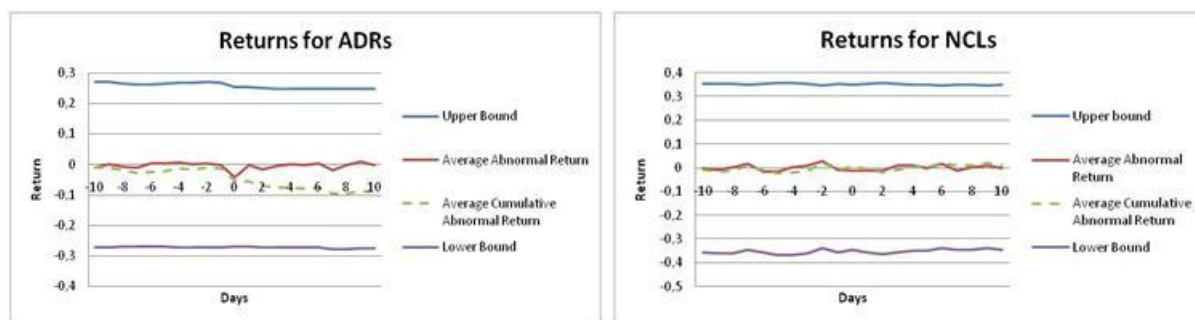 Returns for ADRs
0,3
0,2
0,1
0
-0,1
-0,2
-0,3
-0,4
-10 -8 -6 -4 -2 0 2 4 6 8 10
Return
Days
Upper Bound
Average Abnormal Return
Average Cumulative
Abnormal Return
Lower Bound
Returns for NCLs
0,4
0,3
0,2
0,1
0
-0,1
-0,2
-0,3
-0,4
-0,5
-10 -8 -6 -4 -2 0 2 4 6 8 10
Return
Days
Upper bound
Average Abnormal
Return
Average Cumulative
Abnormal Return
Lower Bound